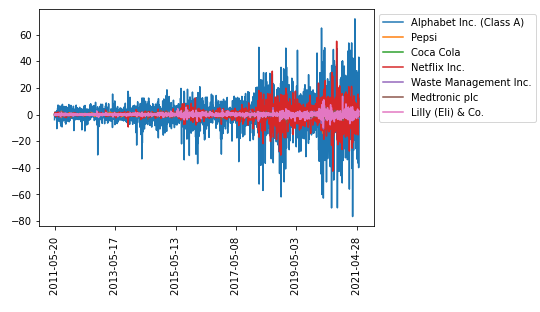 60
40
20
0
−20
−40
−60
−80
2011-05-20
2013-05-17
2015-05-13
2017-05-08
2019-05-03
2021-04-28
Alphabet Inc. (Class A)
Pepsi
Coca Cola
Netflix Inc.
Waste Management Inc.
Medtronic plc
Lilly (Eli) & Co.